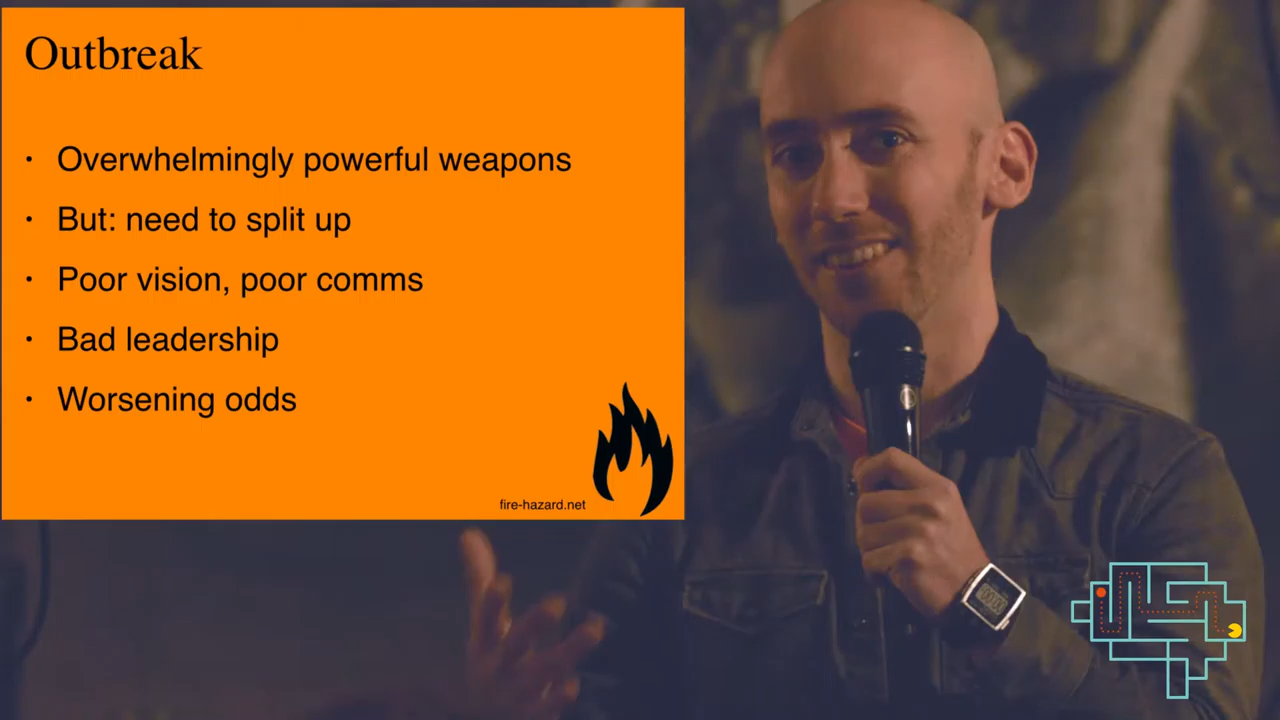 Outbreak
• Overwhelmingly powerful weapons
• But: need to split up
• Poor vision, poor comms
• Bad leadership
• Worsening odds
fire-hazard.net